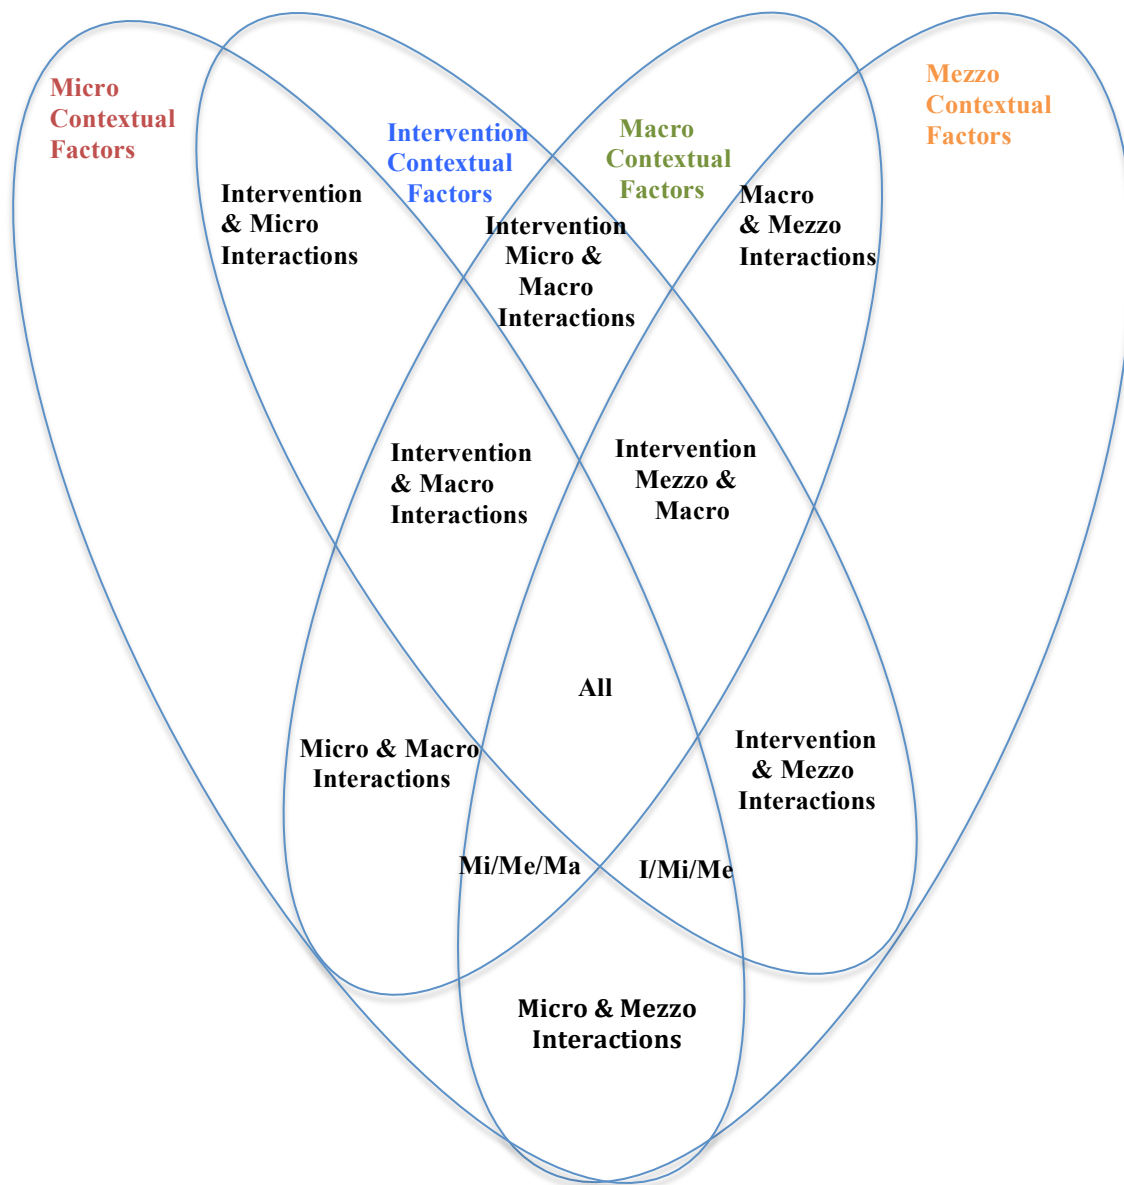 Micro
Contextual
Factors
Intervention
Contextual
Factors
Macro
Contextual
Factors
Mezzo
Contextual
Factors
Intervention
& Micro
Interactions
Intervention
Micro &
Macro
Interactions
Macro
& Mezzo
Interactions
Intervention
& Macro
Interactions
Intervention
Mezzo &
Macro
All
Micro & Macro
Interactions
Intervention
& Mezzo
Interactions
Mi/Me/Ma
I/Mi/Me
Micro & Mezzo
Interactions